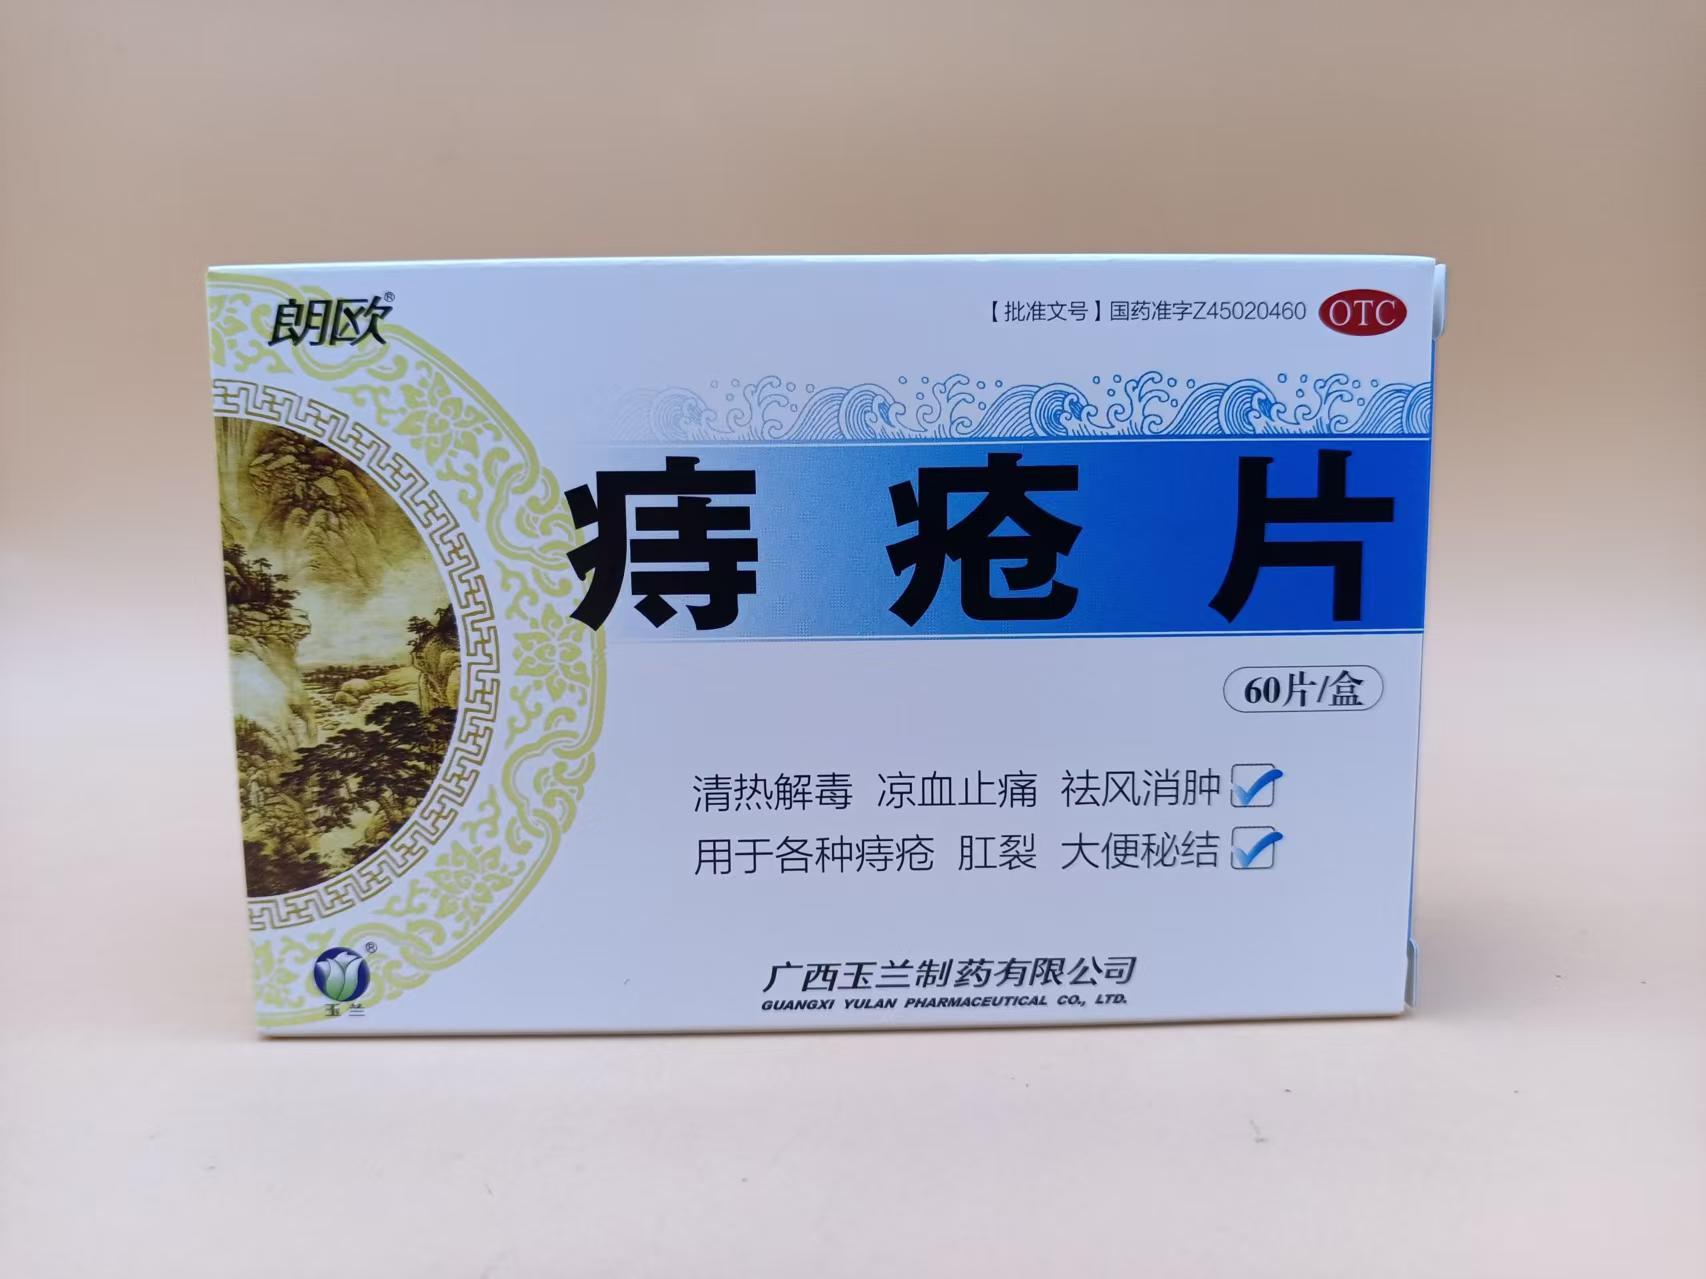 朗欧®
【批准文号】国药准字Z45020460 OTC
痔疮片
60片/盒
清热解毒 凉血止痛 祛风消肿
用于各种痔疮 肛裂 大便秘结
®
玉兰
广西玉兰制药有限公司
GUANGXI YULAN PHARMACEUTICAL CO., LTD.